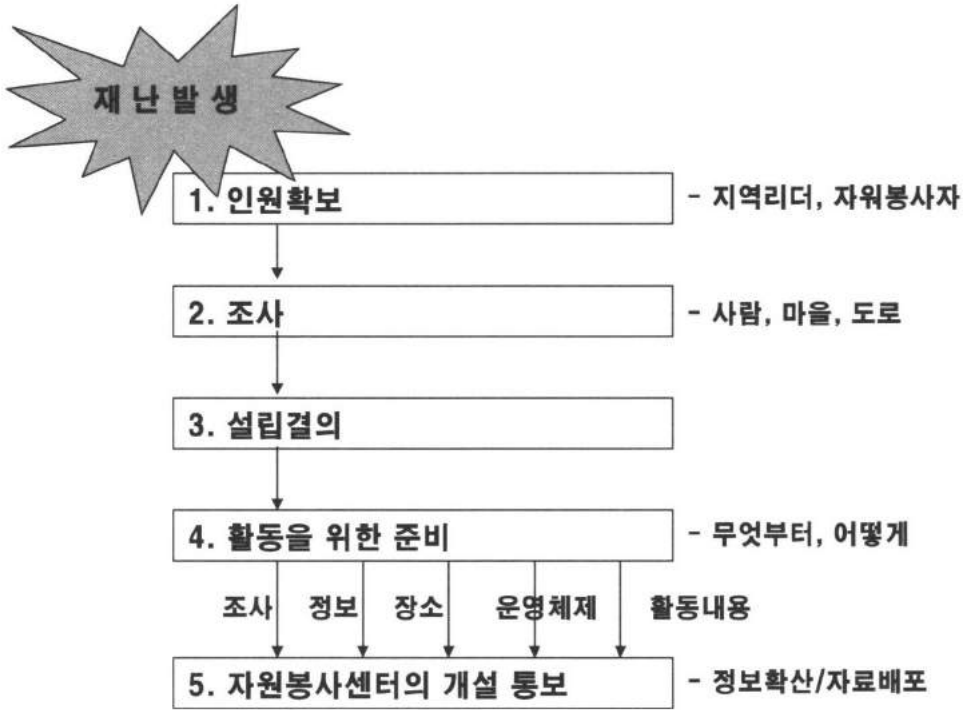 재난발생
1. 인원확보 - 지역리더, 자워봉사자
2. 조사 - 사람, 마을, 도로
3. 설립결의
4. 활동을 위한 준비 - 무엇부터, 어떻게
조사 정보 장소 운영체제 활동내용
5. 자원봉사센터의 개설 통보 - 정보확산/자료배포